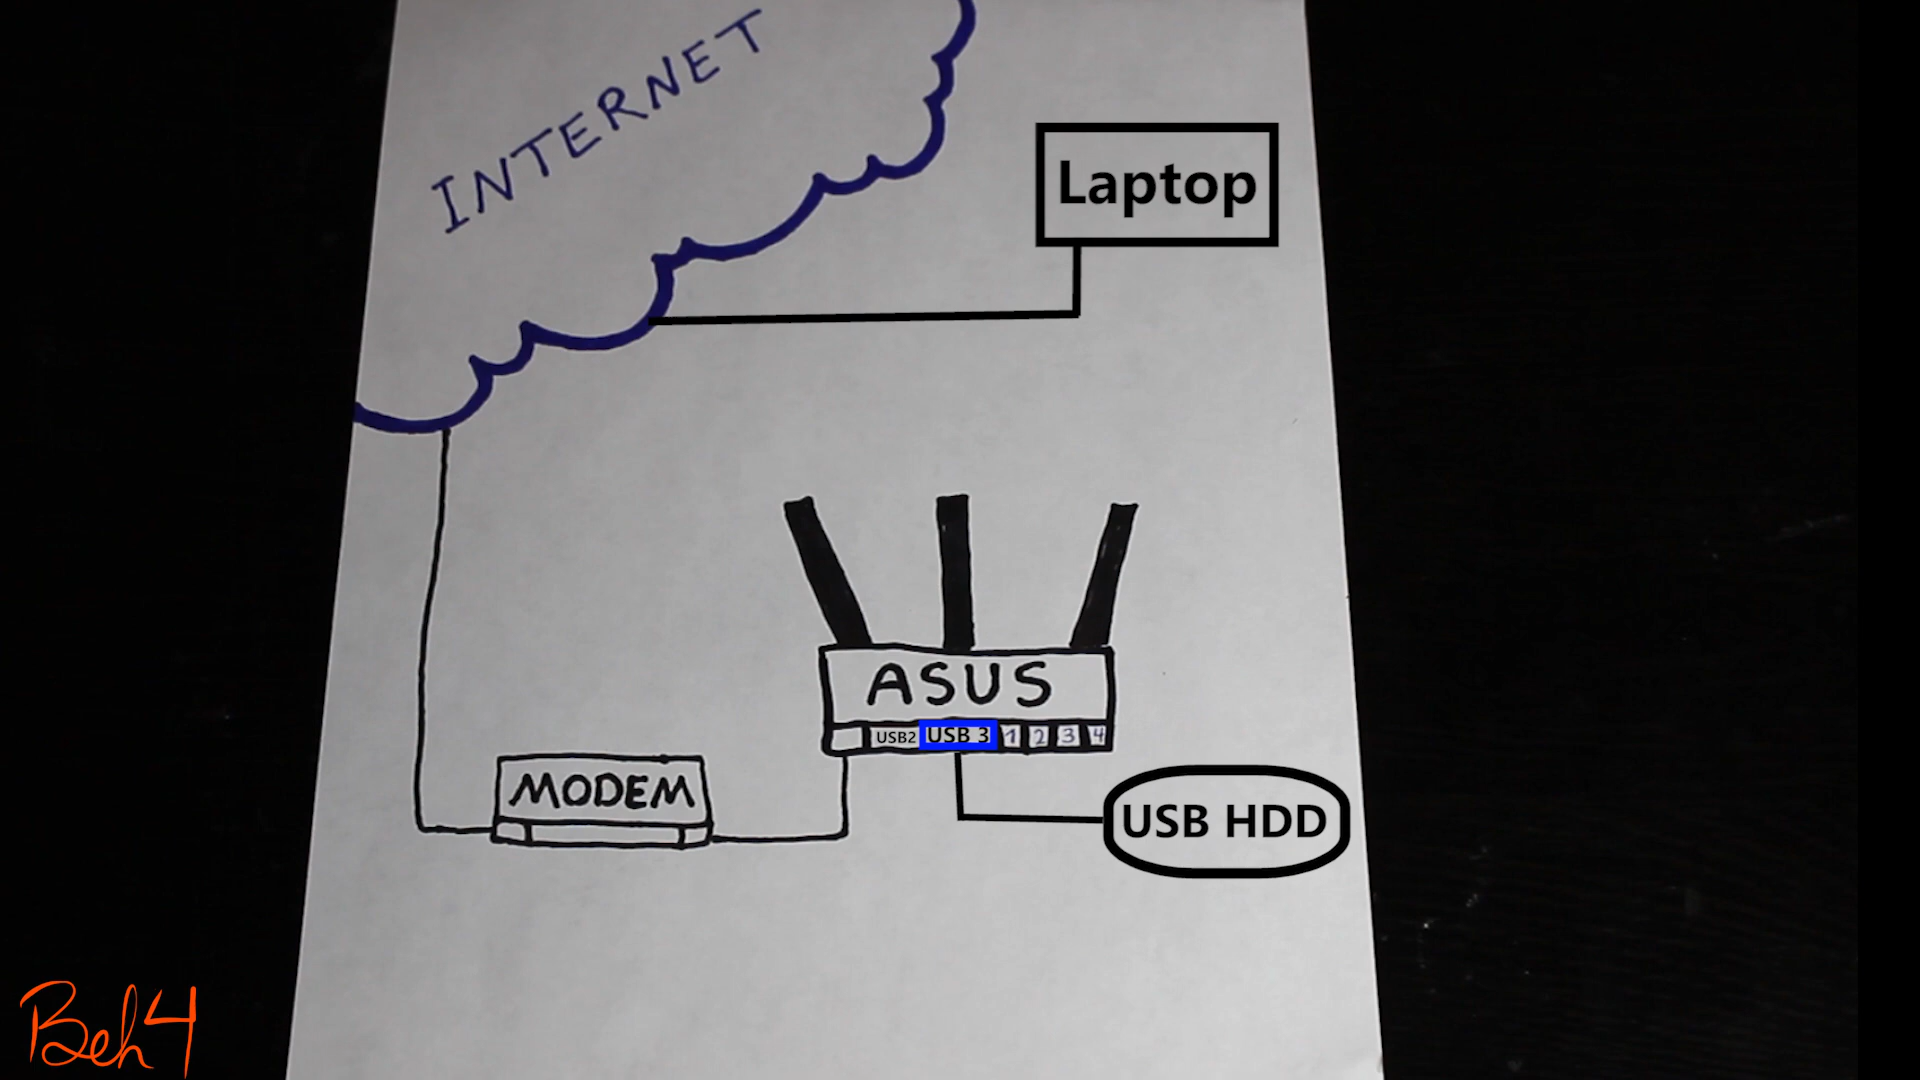 INTERNET
Laptop
ASUS
USB2 USB 3 1 2 3 4
MODEM
USB HDD
Beh4